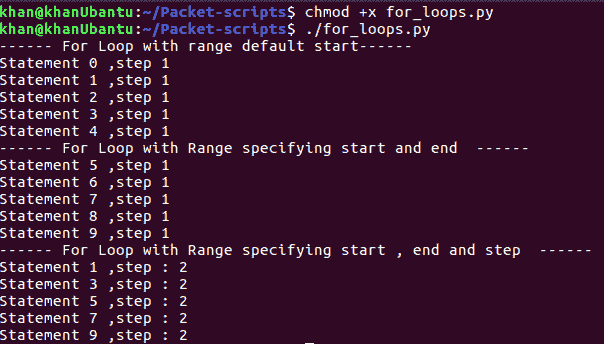 khan@khanUbantu:~/Packet-scripts$ chmod +x for_loops.py
khan@khanUbantu:~/Packet-scripts$ ./for_loops.py
------ For Loop with range default start------
Statement 0 ,step 1
Statement 1 ,step 1
Statement 2 ,step 1
Statement 3 ,step 1
Statement 4 ,step 1
------ For Loop with Range specifying start and end  ------
Statement 5 ,step 1
Statement 6 ,step 1
Statement 7 ,step 1
Statement 8 ,step 1
Statement 9 ,step 1
------ For Loop with Range specifying start , end and step  ------
Statement 1 ,step : 2
Statement 3 ,step : 2
Statement 5 ,step : 2
Statement 7 ,step : 2
Statement 9 ,step : 2